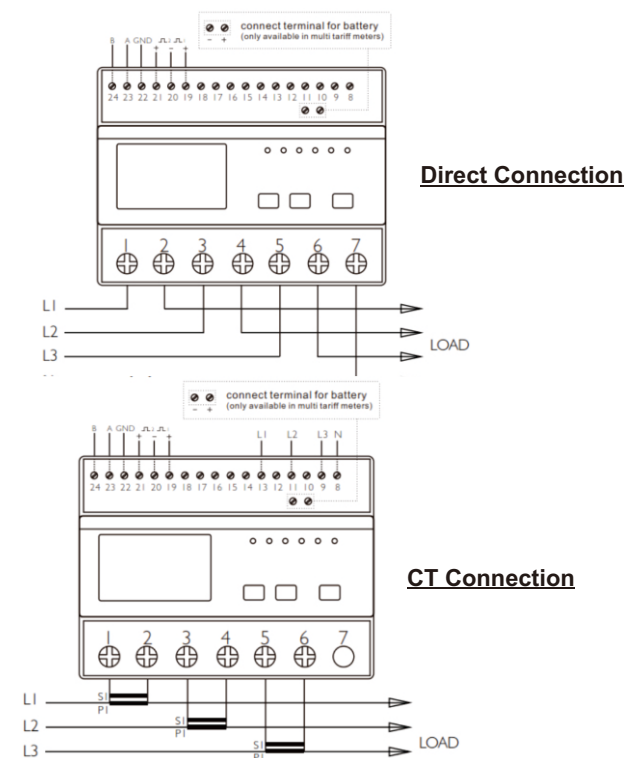 connect terminal for battery
(only available in multi tariff meters)
- +
B A GND
+ - +
24 23 22 21 20 19 18 17 16 15 14 13 12 11 10 9 8
Direct Connection
1 2 3 4 5 6 7
L1
L2
L3
LOAD
connect terminal for battery
(only available in multi tariff meters)
- +
B A GND
+ - +
L1 L2 L3 N
24 23 22 21 20 19 18 17 16 15 14 13 12 11 10 9 8
CT Connection
1 2 3 4 5 6 7
L1 S1
P1
L2 S1
P1
L3 S1
LOAD